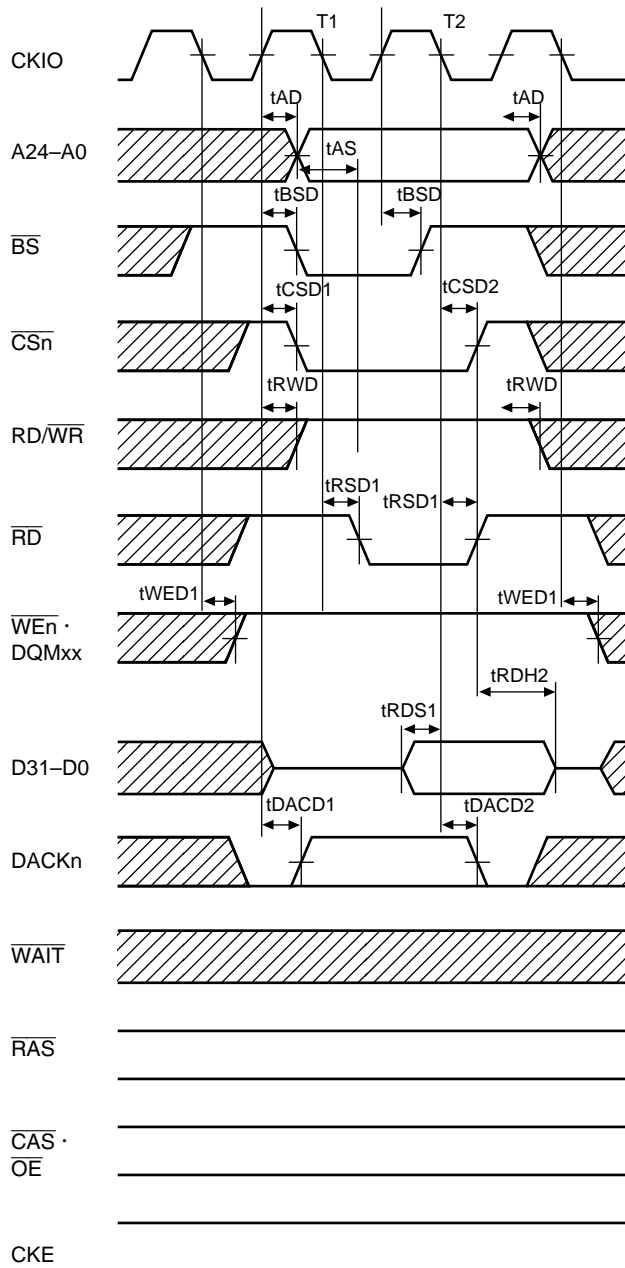 T1 T2
CKIO
tAD tAD
A24–A0
tAS
tBSD tBSD
BS
tCSD1 tCSD2
CSn
tRWD tRWD
RD/WR
tRSD1 tRSD1
RD
tWED1 tWED1
WEn ·
DQMxx
tRDH2
tRDS1
D31–D0
tDACD1 tDACD2
DACKn
WAIT
RAS
CAS ·
OE
CKE